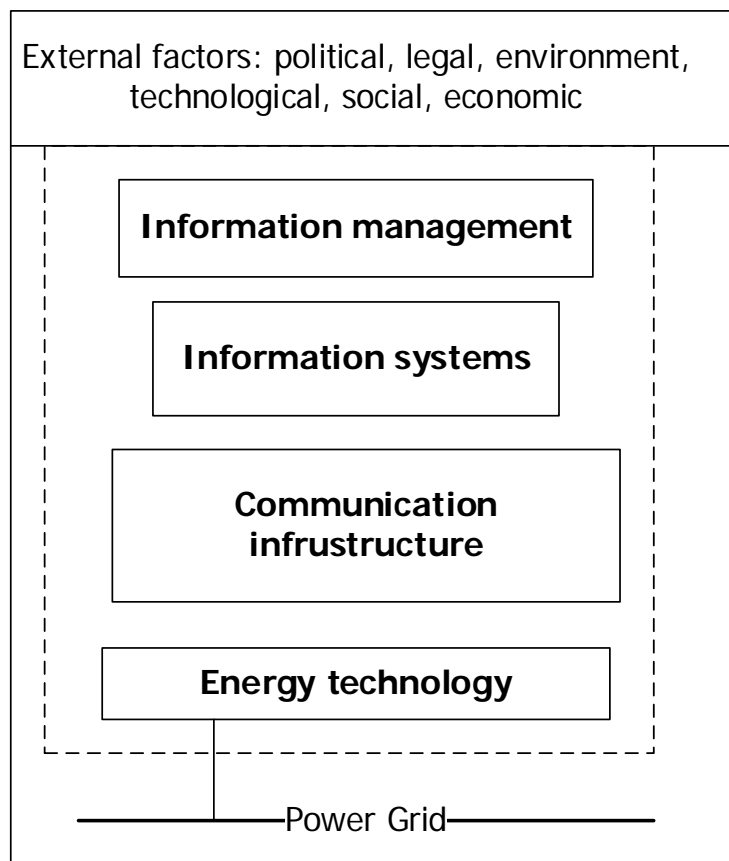 External factors: political, legal, environment,
technological, social, economic
Information management
Information systems
Communication
infrustructure
Energy technology
Power Grid